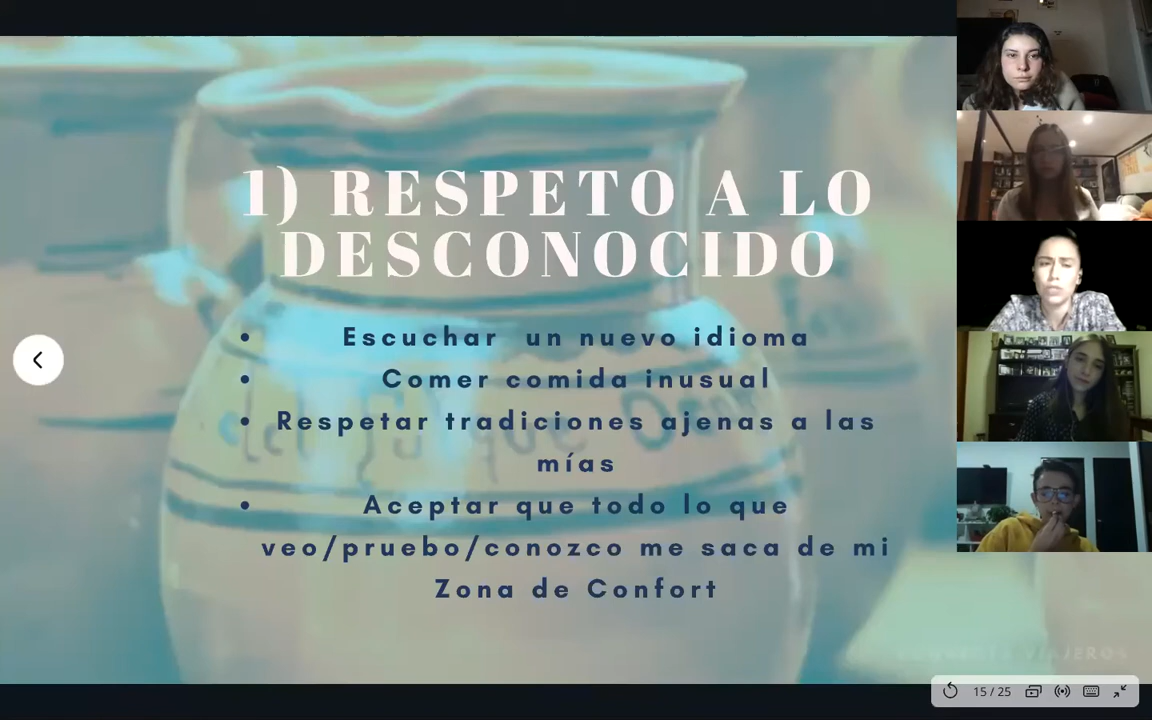 1) RESPETO A LO
DESCONOCIDO
• Escuchar un nuevo idioma
• Comer comida inusual
• Respetar tradiciones ajenas a las
mías
• Aceptar que todo lo que
veo/pruebo/conozco me saca de mi
Zona de Confort
VIAJEROS
15 / 25